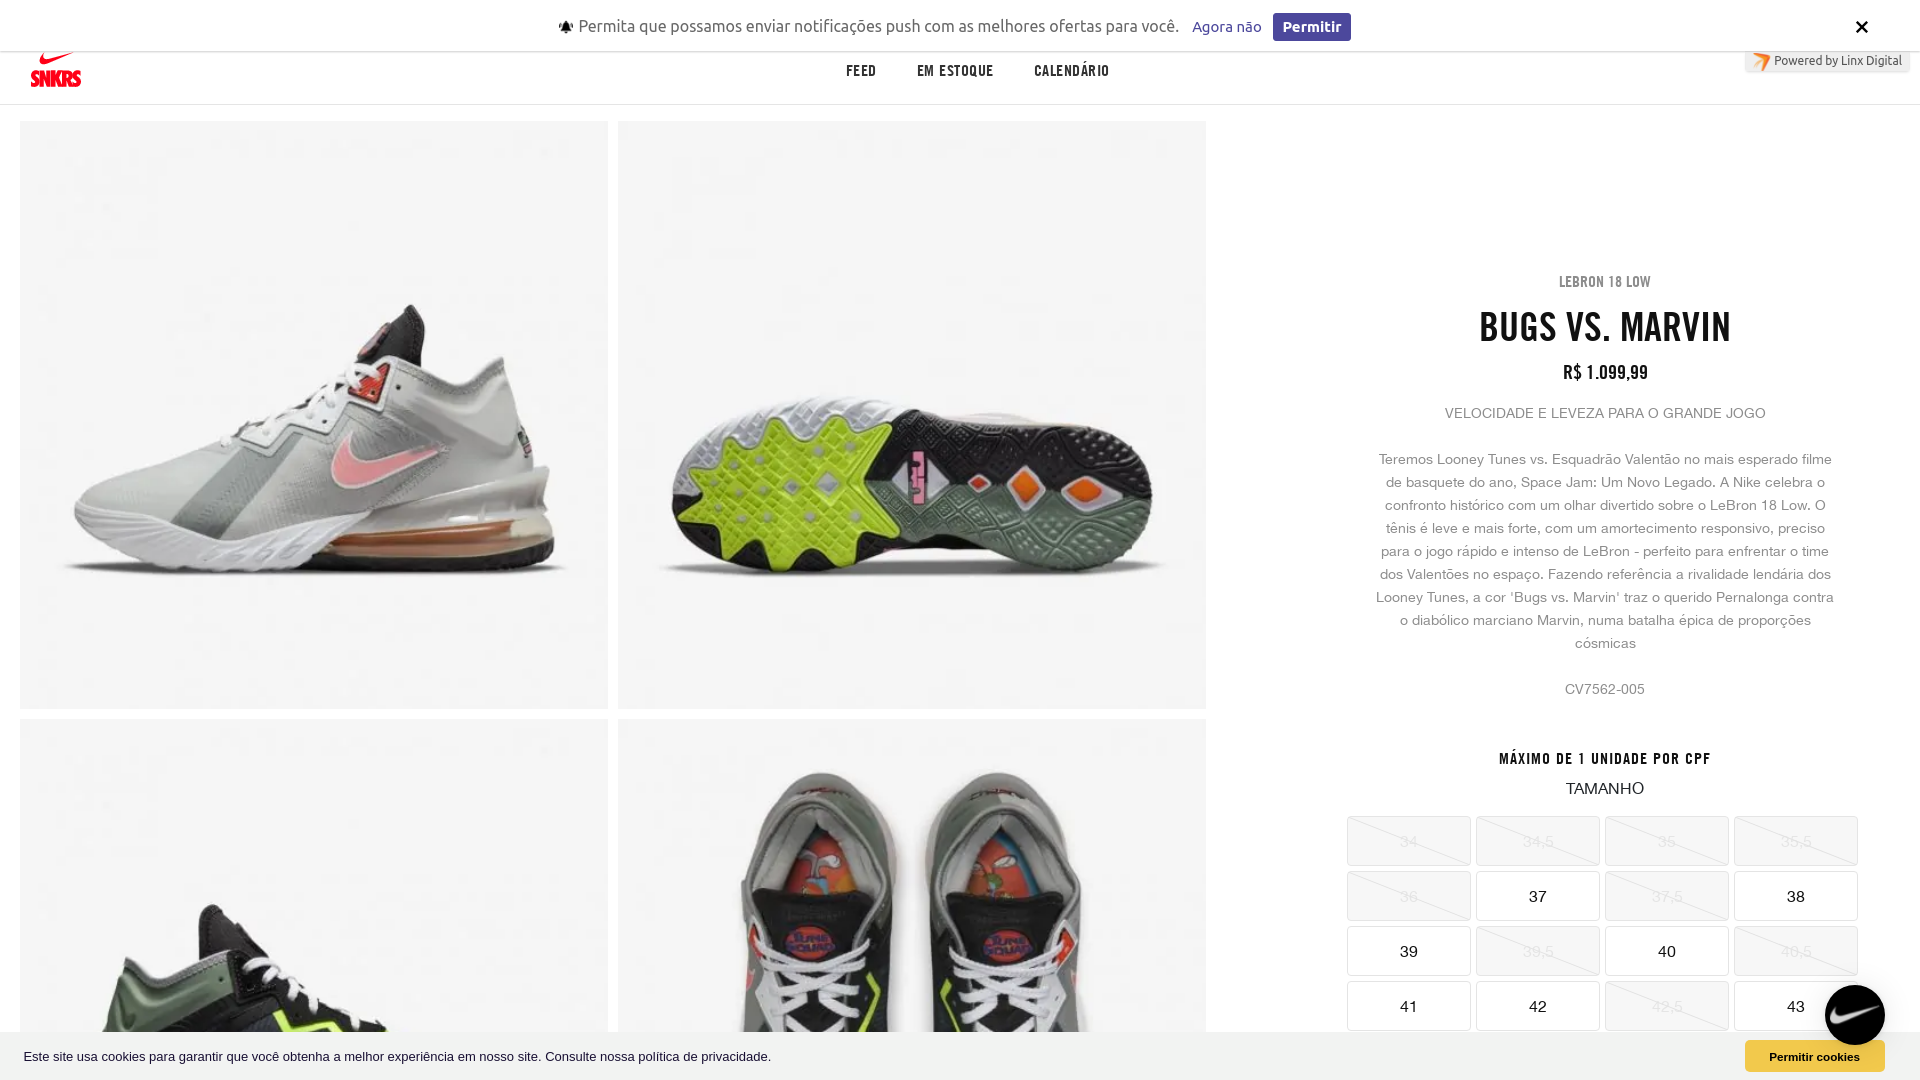 Permita que possamos enviar notificações push com as melhores ofertas para você. Agora não Permitir
SNKRS
FEED EM ESTOQUE CALENDÁRIO
Powered by Linx Digital
LEBRON 18 LOW
BUGS VS. MARVIN
R$ 1.099,99
VELOCIDADE E LEVEZA PARA O GRANDE JOGO
Teremos Looney Tunes vs. Esquadrão Valentão no mais esperado filme
de basquete do ano, Space Jam: Um Novo Legado. A Nike celebra o
confronto histórico com um olhar divertido sobre o LeBron 18 Low. O
tênis é leve e mais forte, com um amortecimento responsivo, preciso
para o jogo rápido e intenso de LeBron - perfeito para enfrentar o time
dos Valentões no espaço. Fazendo referência a rivalidade lendária dos
Looney Tunes, a cor 'Bugs vs. Marvin' traz o querido Pernalonga contra
o diabólico marciano Marvin, numa batalha épica de proporções
cósmicas
CV7562-005
MÁXIMO DE 1 UNIDADE POR CPF
TAMANHO
34 34,5 35 35,5
36 37 37,5 38
39 39,5 40 40,5
41 42 42,5 43
TUNE SQUAD TUNE SQUAD
Este site usa cookies para garantir que você obtenha a melhor experiência em nosso site. Consulte nossa política de privacidade.
Permitir cookies